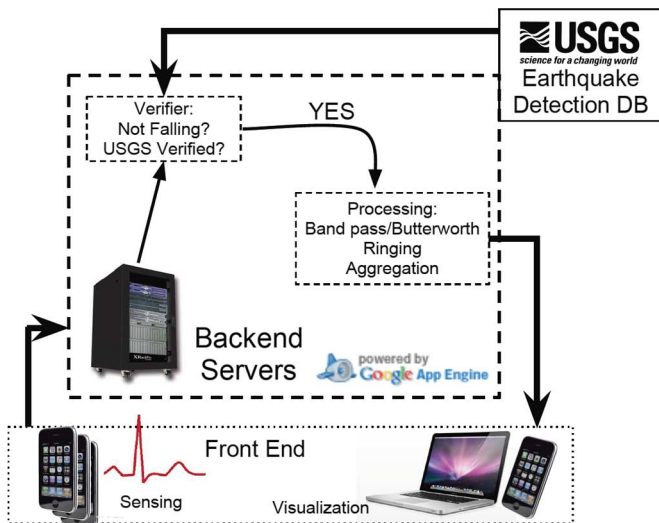 USGS
science for a changing world
Earthquake
Detection DB
Verifier:
Not Falling?
USGS Verified?
YES
Processing:
Band pass/Butterworth
Ringing
Aggregation
Backend
Servers
powered by
Google App Engine
Front End
Sensing
Visualization